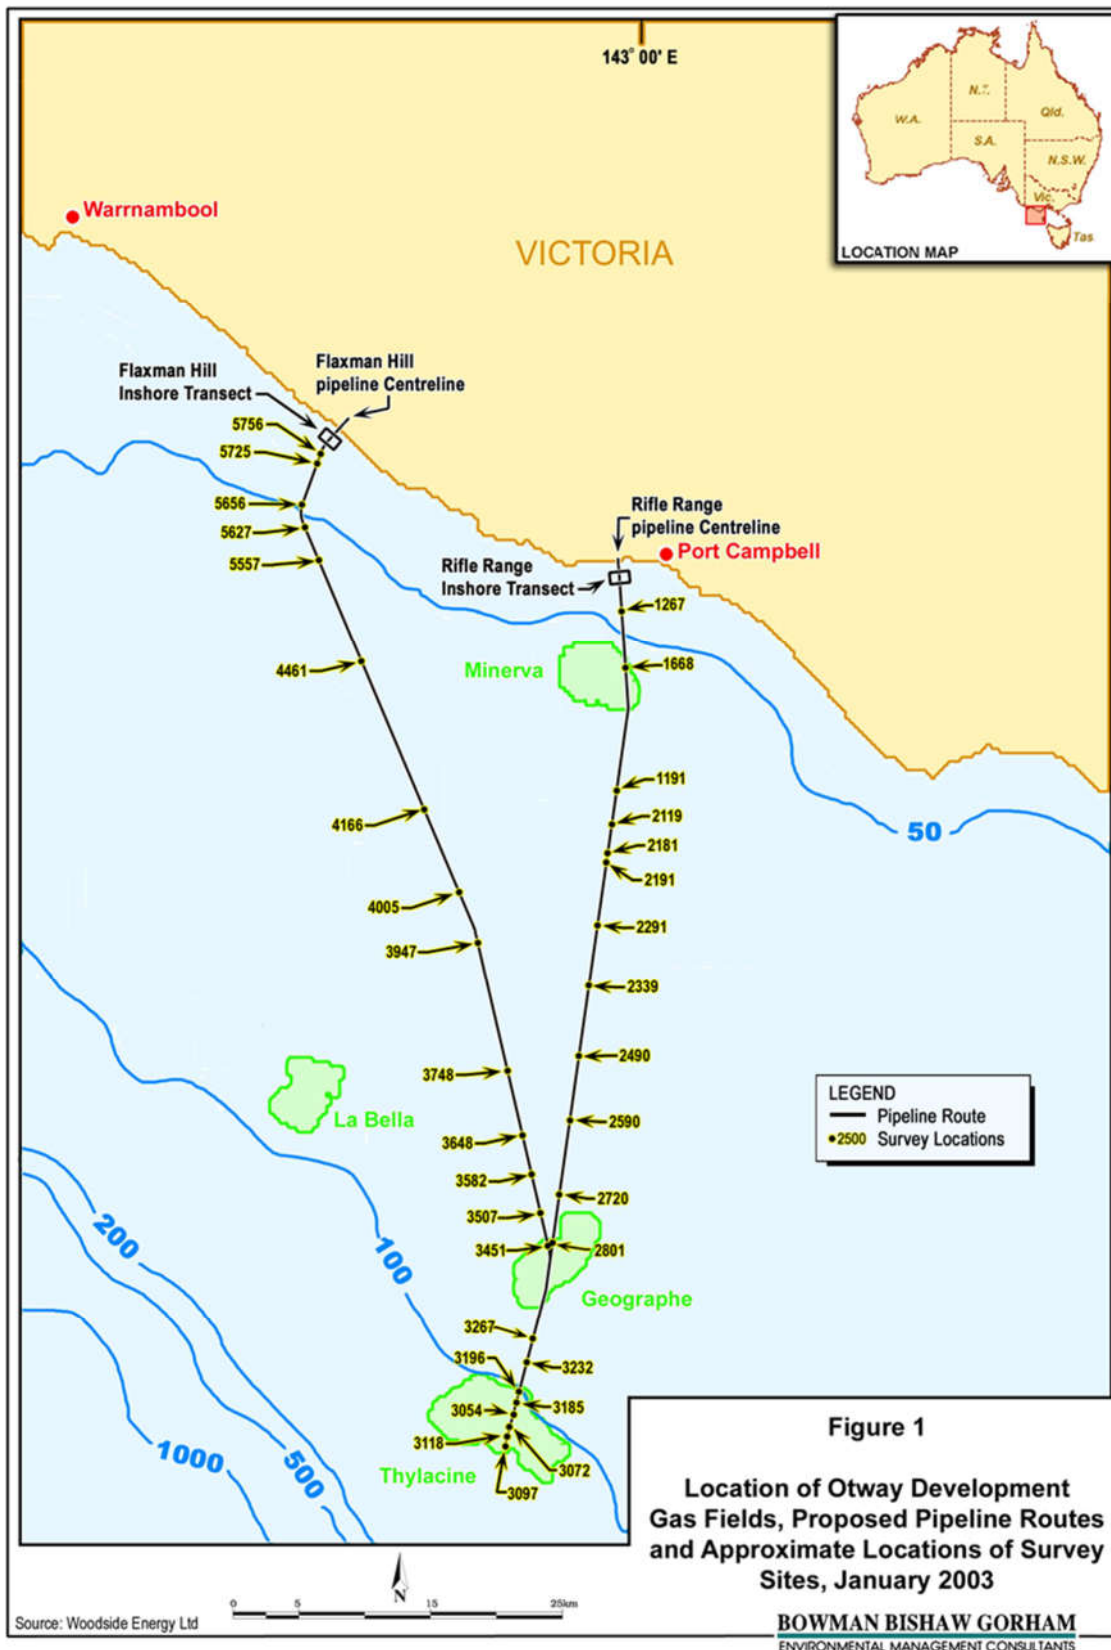 143° 00' E
W.A.
N.T.
Qld.
S.A.
N.S.W.
Vic.
Tas
LOCATION MAP
Warrnambool
VICTORIA
Flaxman Hill
Inshore Transect
Flaxman Hill
pipeline Centreline
5756
5725
5656
5627
5557
Rifle Range
pipeline Centreline
Port Campbell
Rifle Range
Inshore Transect
1267
Minerva
1668
4461
1191
4166
2119
50
2181
2191
4005
2291
3947
2339
2490
3748
LEGEND
Pipeline Route
2500 Survey Locations
La Bella
2590
3648
3582
2720
3507
200
100
3451
2801
Geographe
3267
3196
3232
3054
3185
3118
3072
Thylacine
3097
1000
500
Figure 1
Location of Otway Development
Gas Fields, Proposed Pipeline Routes
and Approximate Locations of Survey
Sites, January 2003
N
0 5 15 25km
Source: Woodside Energy Ltd
BOWMAN BISHAW GORHAM
ENVIRONMENTAL MANAGEMENT CONSULTANTS